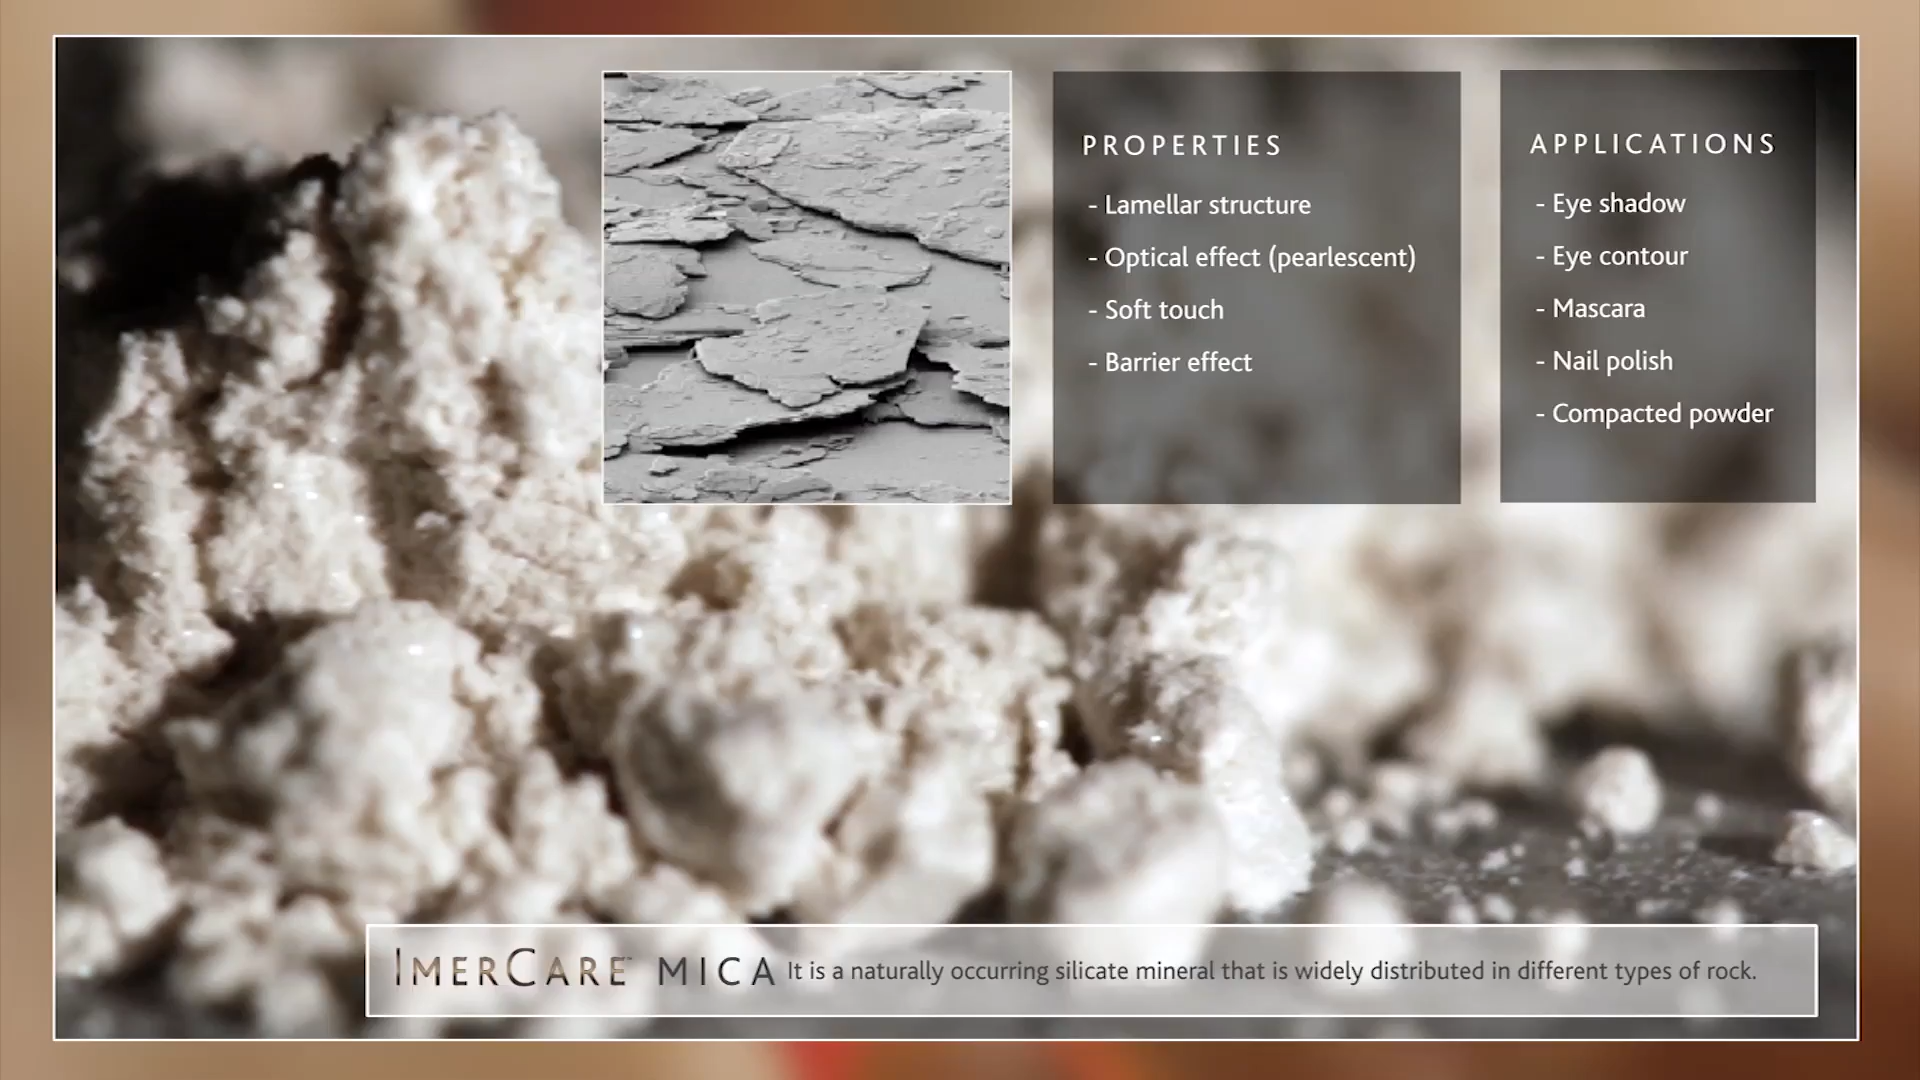 PROPERTIES
- Lamellar structure
- Optical effect (pearlescent)
- Soft touch
- Barrier effect
APPLICATIONS
- Eye shadow
- Eye contour
- Mascara
- Nail polish
- Compacted powder
IMERCARE™ MICA It is a naturally occurring silicate mineral that is widely distributed in different types of rock.